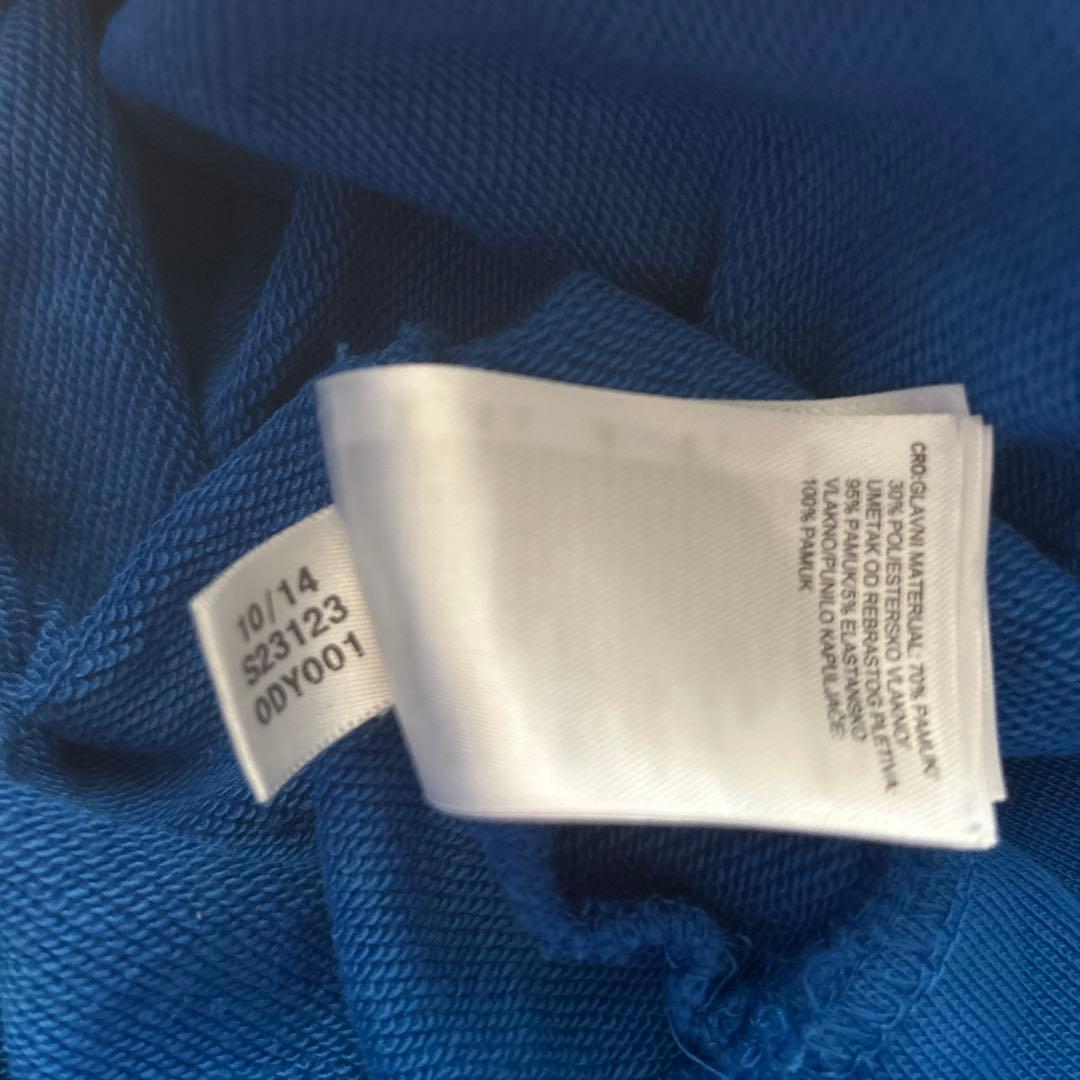 10/14
S23123
0DY001
CRO:GLAVNI MATERIJAL: 70% PAMUK/
30% POLIESTERSKO VLAKNO/
UMETAK OD REBRASTOG PLETIVA:
95% PAMUK/5% ELASTANSKO
VLAKNO/PUNILO KAPULJAČE:
100% PAMUK